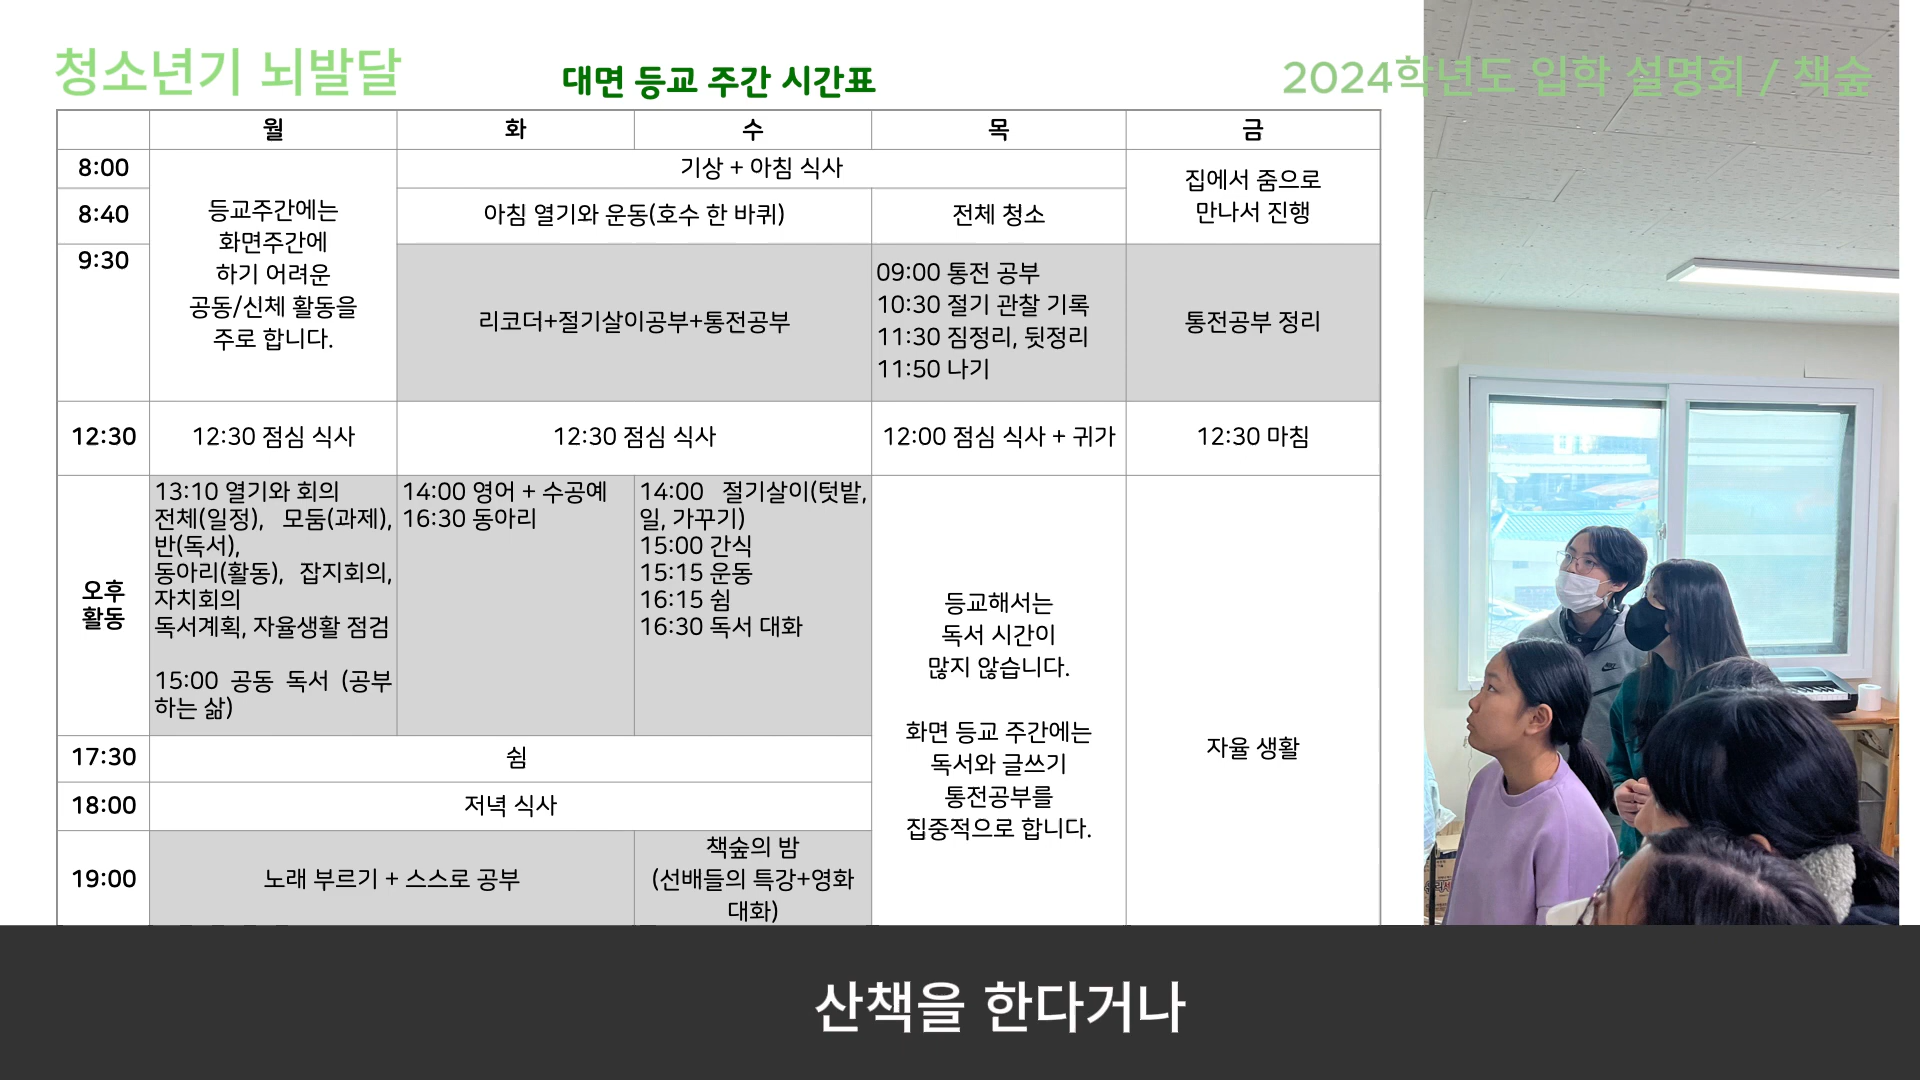 청소년기 뇌발달
대면 등교 주간 시간표
2024학년도 입학 설명회 / 책숲
월 화 수 목 금
8:00
기상 + 아침 식사
집에서 줌으로
만나서 진행
8:40
등교주간에는
화면주간에
하기 어려운
공동/신체 활동을
주로 합니다.
아침 열기와 운동(호수 한 바퀴)
전체 청소
9:30
리코더+절기살이공부+통전공부
09:00 통전 공부
10:30 절기 관찰 기록
11:30 짐정리, 뒷정리
11:50 나기
통전공부 정리
12:30
12:30 점심 식사
12:30 점심 식사
12:00 점심 식사 + 귀가
12:30 마침
오후
활동
13:10 열기와 회의
전체(일정), 모둠(과제),
반(독서),
동아리(활동), 잡지회의,
자치회의
독서계획, 자율생활 점검
15:00 공동 독서 (공부
하는 삶)
14:00 영어 + 수공예
16:30 동아리
14:00 절기살이(텃밭,
일, 가꾸기)
15:00 간식
15:15 운동
16:15 쉼
16:30 독서 대화
등교해서는
독서 시간이
많지 않습니다.
화면 등교 주간에는
독서와 글쓰기
통전공부를
집중적으로 합니다.
자율 생활
17:30
쉼
18:00
저녁 식사
19:00
노래 부르기 + 스스로 공부
책숲의 밤
(선배들의 특강+영화
대화)
산책을 한다거나